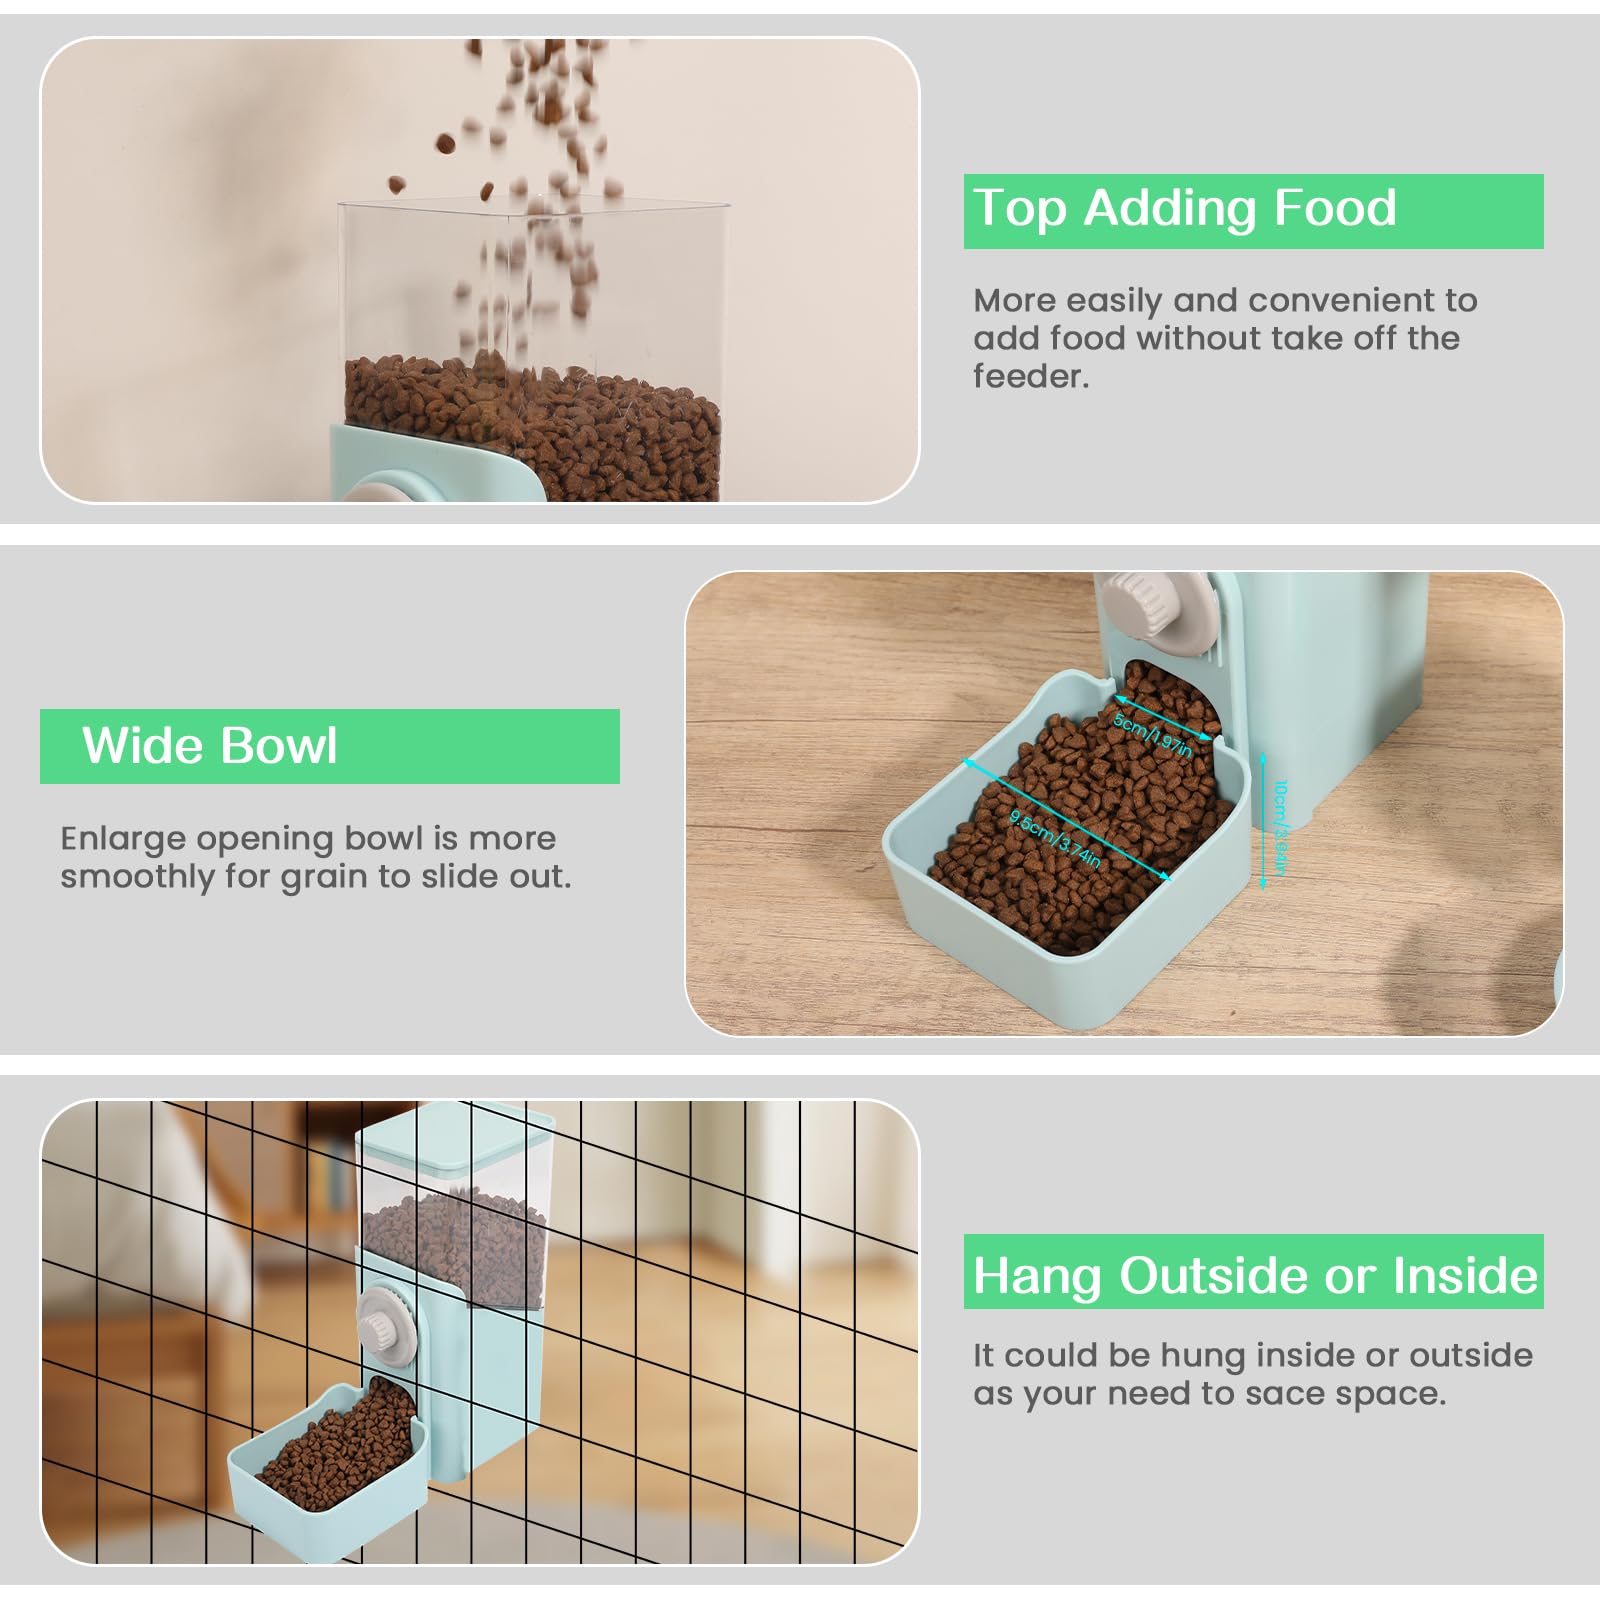 Top Adding Food
More easily and convenient to
add food without take off the
feeder.
Wide Bowl
Enlarge opening bowl is more
smoothly for grain to slide out.
5cm/1.97in
9.5cm/3.74in
10cm/3.94in
Hang Outside or Inside
It could be hung inside or outside
as your need to sace space.